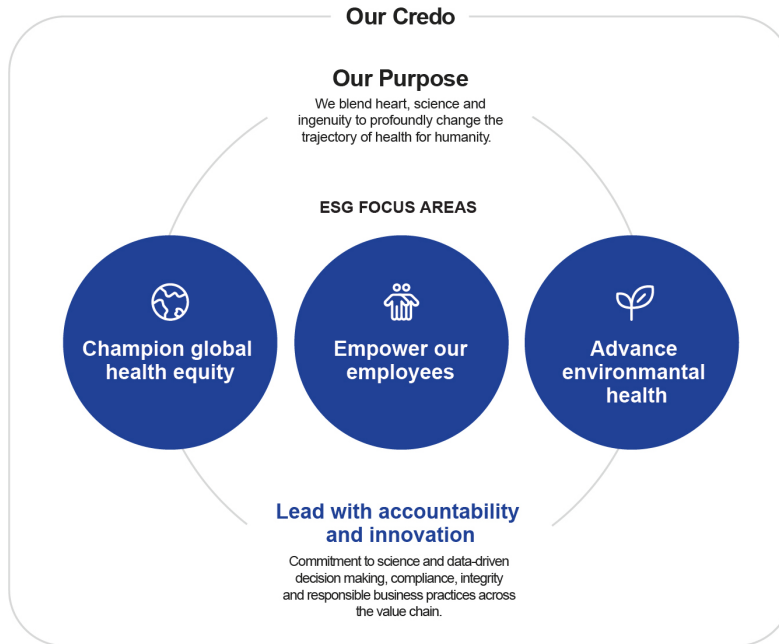 Our Credo
Our Purpose
We blend heart, science and
ingenuity to profoundly change the
trajectory of health for humanity.
ESG FOCUS AREAS
Champion global
health equity
Empower our
employees
Advance
environmantal
health
Lead with accountability
and innovation
Commitment to science and data-driven
decision making, compliance, integrity
and responsible business practices across
the value chain.